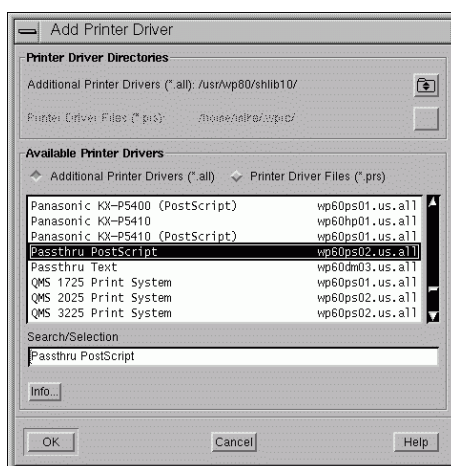 Add Printer Driver
Printer Driver Directories
Additional Printer Drivers (*.all): /usr/wp80/shlib10/
Printer Driver Files (*.prs):
Available Printer Drivers
Additional Printer Drivers (*.all) Printer Driver Files (*.prs)
Panasonic KX-P5400 (PostScript) wp60ps01.us.all
Panasonic KX-P5410 wp60hp01.us.all
Panasonic KX-P5410 (PostScript) wp60ps01.us.all
Passthru PostScript wp60ps02.us.all
Passthru Text wp60dm03.us.all
QMS 1725 Print System wp60ps01.us.all
QMS 2025 Print System wp60ps02.us.all
QMS 3225 Print System wp60ps02.us.all
Search/Selection
Passthru PostScript
Info...
OK Cancel Help